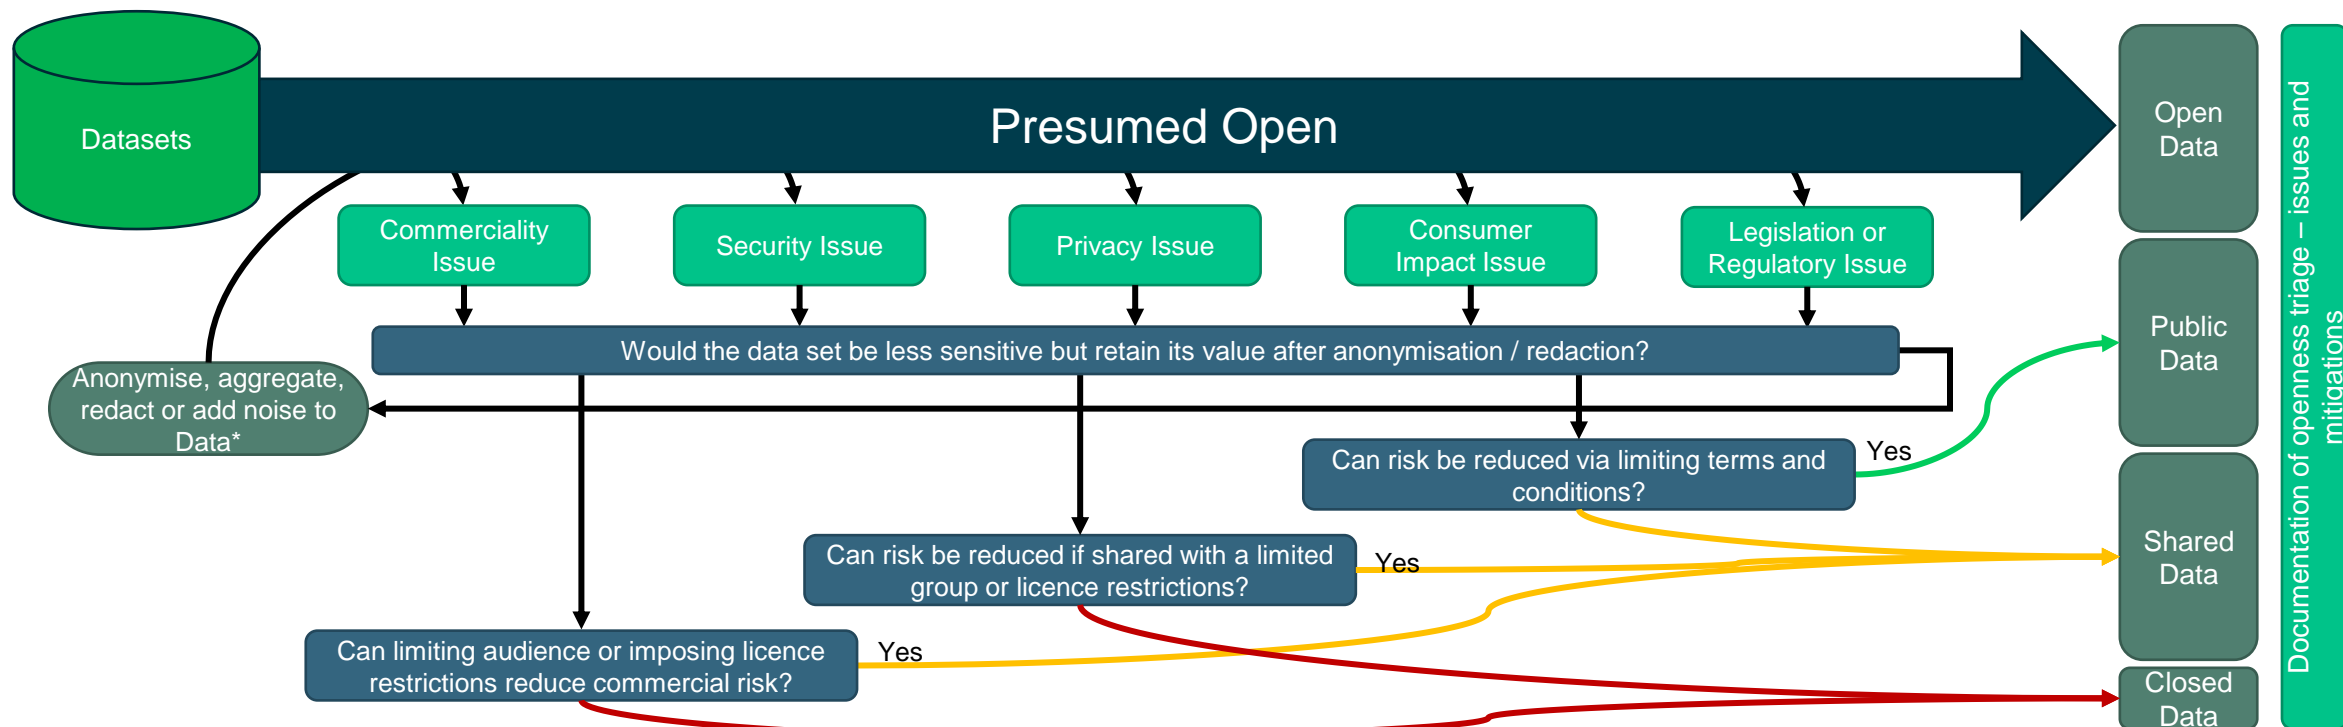 Datasets
Presumed Open
Open
Data
Commerciality
Issue
Security Issue
Privacy Issue
Consumer
Impact Issue
Legislation or
Regulatory Issue
Public
Data
Would the data set be less sensitive but retain its value after anonymisation / redaction?
Anonymise, aggregate,
redact or add noise to
Data*
Can risk be reduced via limiting terms and
conditions?
Yes
Shared
Data
Can risk be reduced if shared with a limited
group or licence restrictions?
Yes
Can limiting audience or imposing licence
restrictions reduce commercial risk?
Yes
Closed
Data
Documentation of openness triage – issues and
mitigations